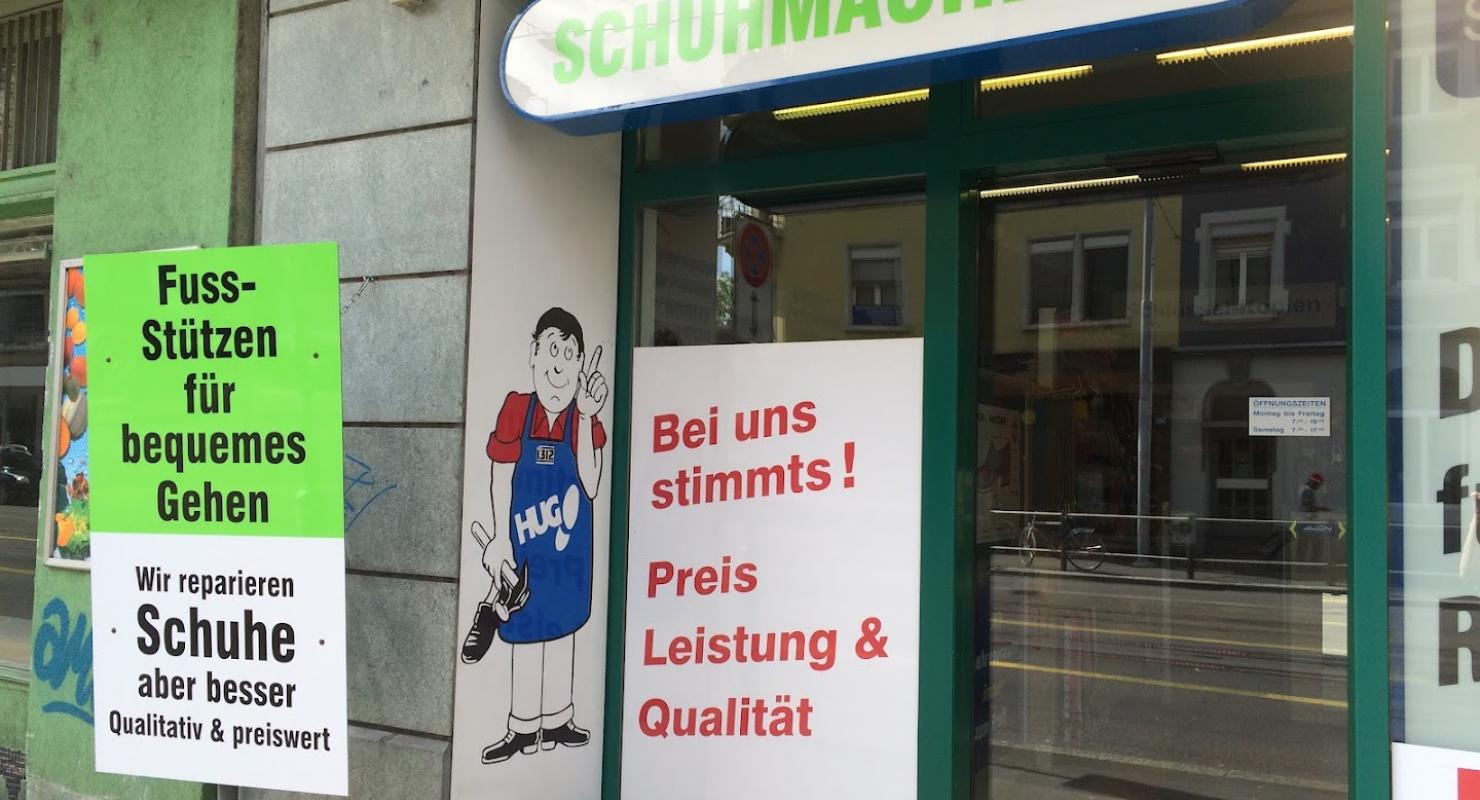 SCHUHMACH
Fuss-
Stützen
für
bequemes
Gehen
Wir reparieren
Schuhe
aber besser
Qualitativ & preiswert
1312
HUG
Bei uns
stimmts!
Preis
Leistung &
Qualität
ÖFFNUNGSZEITEN
Montag bis Freitag
Samstag